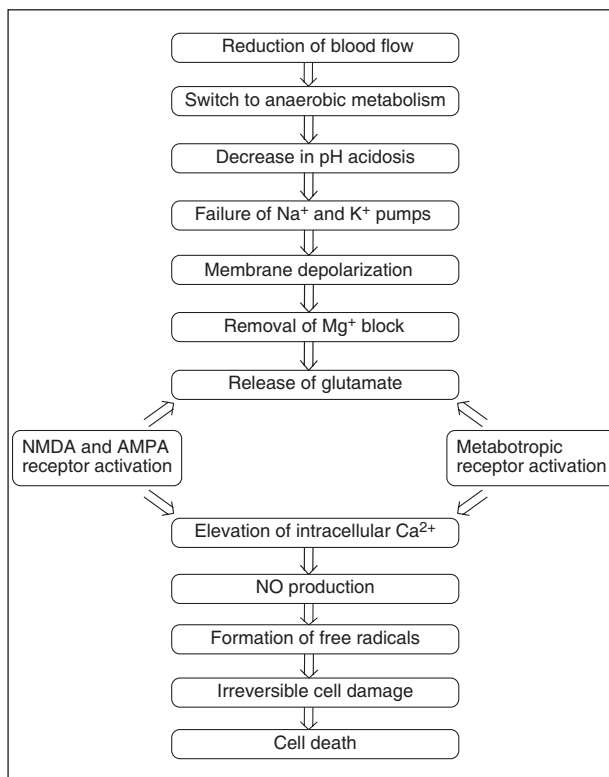 Reduction of blood flow
Switch to anaerobic metabolism
Decrease in pH acidosis
Failure of Na⁺ and K⁺ pumps
Membrane depolarization
Removal of Mg⁺ block
Release of glutamate
NMDA and AMPA
receptor activation
Metabotropic
receptor activation
Elevation of intracellular Ca²⁺
NO production
Formation of free radicals
Irreversible cell damage
Cell death